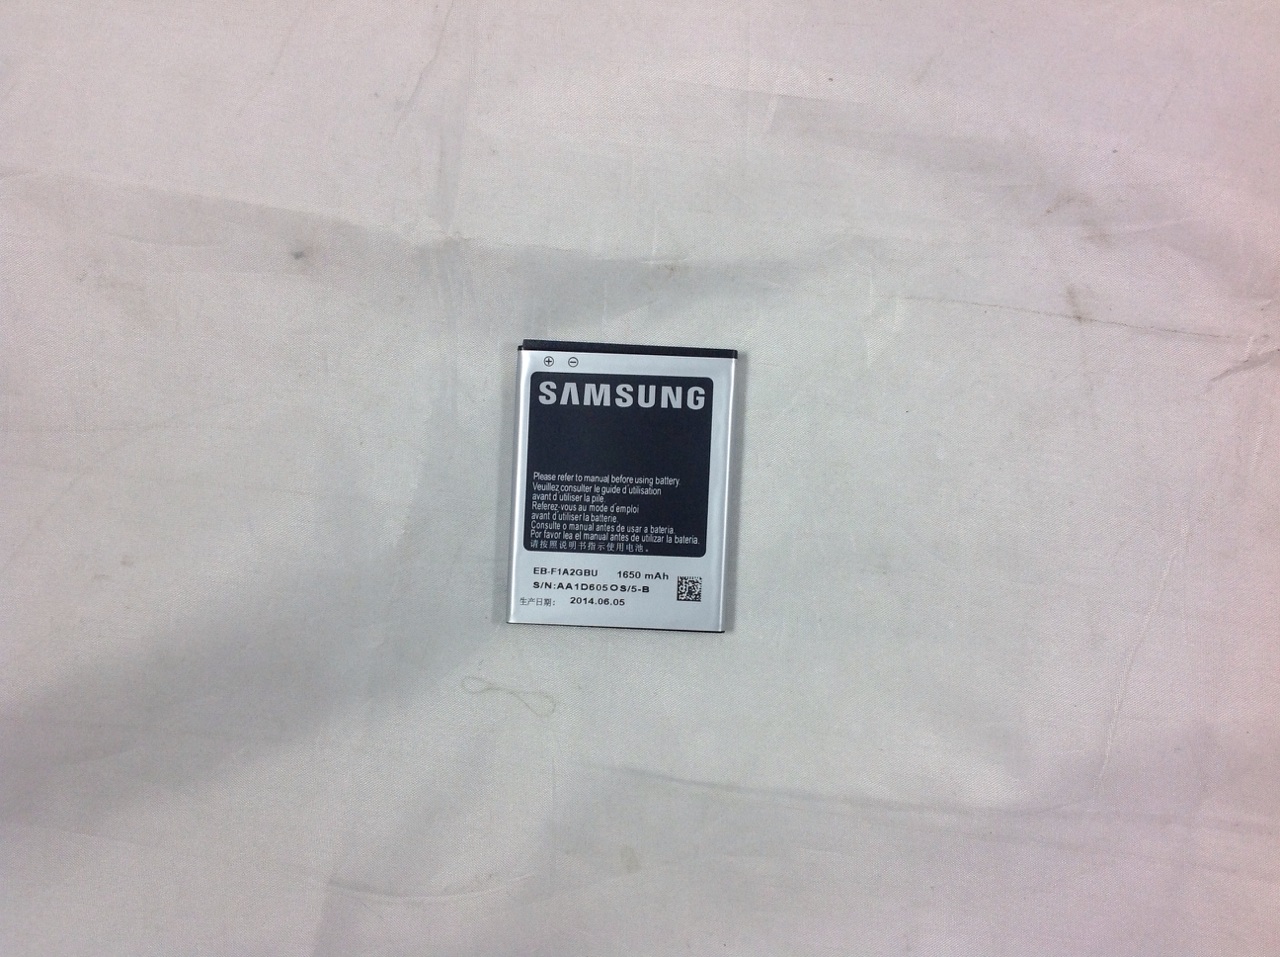 SAMSUNG
Please refer to manual before using battery.
Veuillez consulter le guide d'utilisation
avant d'utiliser la pile.
Referez-vous au mode d'emploi
avant d'utiliser la batterie.
Consulte o manual antes de usar a bateria.
Por favor lea el manual antes de utilizar la bateria.
请按照说明书指示使用电池。
EB-F1A2GBU 1650 mAh
S/N:AA1D605OS/5-B
生产日期: 2014.06.05